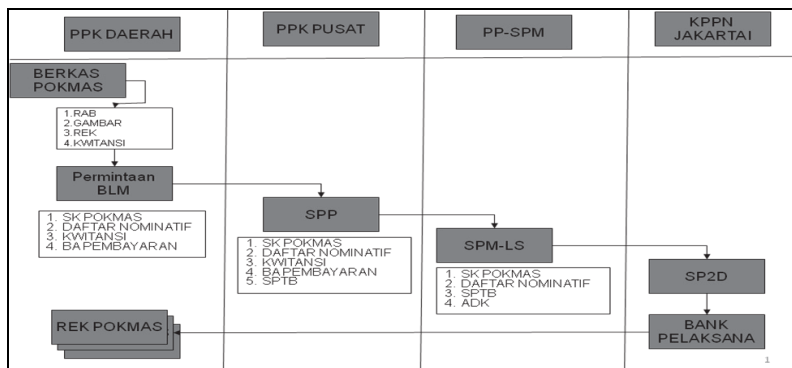 PPK DAERAH
PPK PUSAT
PP-SPM
KPPN
JAKARTAI
BERKAS
POKMAS
1.RAB
2.GAMBAR
3.REK
4.KWITANSI
Permintaan
BLM
1. SK POKMAS
2. DAFTAR NOMINATIF
3. KWITANSI
4. BA PEMBAYARAN
SPP
1. SK POKMAS
2. DAFTAR NOMINATIF
3. KWITANSI
4. BA PEMBAYARAN
5. SPTB
SPM-LS
1. SK POKMAS
2. DAFTAR NOMINATIF
3. SPTB
4. ADK
SP2D
BANK
PELAKSANA
REK POKMAS
1